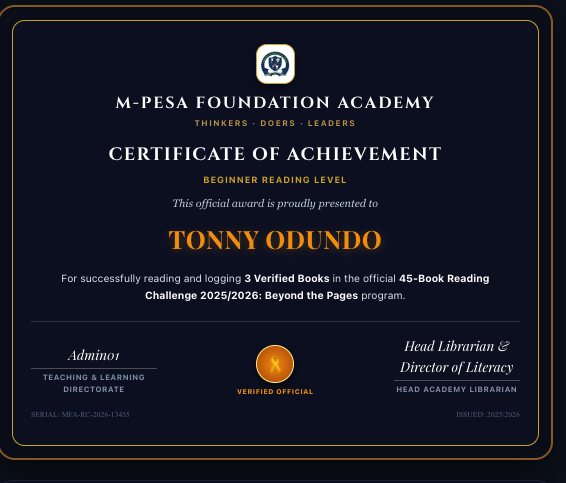 M-PESA FOUNDATION ACADEMY
THINKERS · DOERS · LEADERS
CERTIFICATE OF ACHIEVEMENT
BEGINNER READING LEVEL
This official award is proudly presented to
TONNY ODUNDO
For successfully reading and logging 3 Verified Books in the official 45-Book Reading
Challenge 2025/2026: Beyond the Pages program.
Admin01
TEACHING & LEARNING
DIRECTORATE
VERIFIED OFFICIAL
Head Librarian &
Director of Literacy
HEAD ACADEMY LIBRARIAN
SERIAL: MFA-RC-2026-13455
ISSUED: 2025/2026